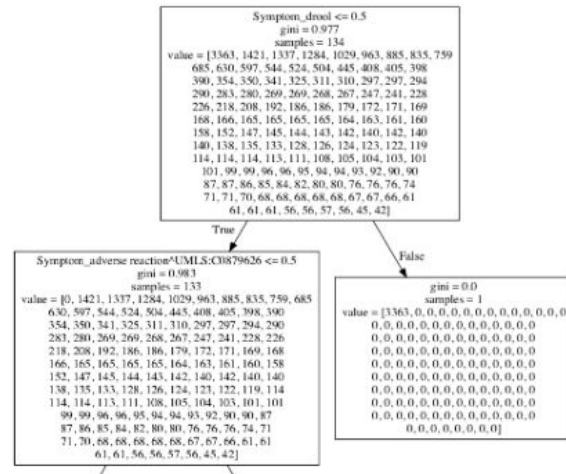 Symptom_drool <= 0.5
gini = 0.977
samples = 134
value = [3363, 1421, 1337, 1284, 1029, 963, 885, 835, 759
685, 630, 597, 544, 524, 504, 445, 408, 405, 398
390, 354, 350, 341, 325, 311, 310, 297, 297, 294
290, 283, 280, 269, 269, 268, 267, 247, 241, 228
226, 218, 208, 192, 186, 186, 179, 172, 171, 169
168, 166, 165, 165, 165, 165, 164, 163, 161, 160
158, 152, 147, 145, 144, 143, 142, 140, 142, 140
140, 138, 135, 133, 128, 126, 124, 123, 122, 119
114, 114, 114, 113, 111, 108, 105, 104, 103, 101
101, 99, 99, 96, 96, 95, 94, 94, 93, 92, 90, 90
87, 87, 86, 85, 84, 82, 80, 80, 76, 76, 76, 74
71, 71, 70, 68, 68, 68, 68, 68, 67, 67, 66, 61
61, 61, 61, 56, 56, 57, 56, 45, 42]
True
False
Symptom_adverse reaction^UMLS:C0879626 <= 0.5
gini = 0.983
samples = 133
value = [0, 1421, 1337, 1284, 1029, 963, 885, 835, 759, 685
630, 597, 544, 524, 504, 445, 408, 405, 398, 390
354, 350, 341, 325, 311, 310, 297, 297, 294, 290
283, 280, 269, 269, 268, 267, 247, 241, 228, 226
218, 208, 192, 186, 186, 179, 172, 171, 169, 168
166, 165, 165, 165, 165, 164, 163, 161, 160, 158
152, 147, 145, 144, 143, 142, 140, 142, 140, 140
138, 135, 133, 128, 126, 124, 123, 122, 119, 114
114, 114, 113, 111, 108, 105, 104, 103, 101, 101
99, 99, 96, 96, 95, 94, 94, 93, 92, 90, 90, 87
87, 86, 85, 84, 82, 80, 80, 76, 76, 76, 74, 71
71, 70, 68, 68, 68, 68, 68, 67, 67, 66, 61, 61
61, 61, 56, 56, 57, 56, 45, 42]
gini = 0.0
samples = 1
value = [3363, 0, 0, 0, 0, 0, 0, 0, 0, 0, 0, 0
0, 0, 0, 0, 0, 0, 0, 0, 0, 0, 0, 0, 0
0, 0, 0, 0, 0, 0, 0, 0, 0, 0, 0, 0, 0
0, 0, 0, 0, 0, 0, 0, 0, 0, 0, 0, 0, 0
0, 0, 0, 0, 0, 0, 0, 0, 0, 0, 0, 0, 0
0, 0, 0, 0, 0, 0, 0, 0, 0, 0, 0, 0, 0
0, 0, 0, 0, 0, 0, 0, 0, 0, 0, 0, 0, 0
0, 0, 0, 0, 0, 0, 0, 0, 0, 0, 0, 0, 0
0, 0, 0, 0, 0, 0, 0, 0, 0, 0, 0, 0, 0
0, 0, 0, 0, 0, 0, 0, 0]